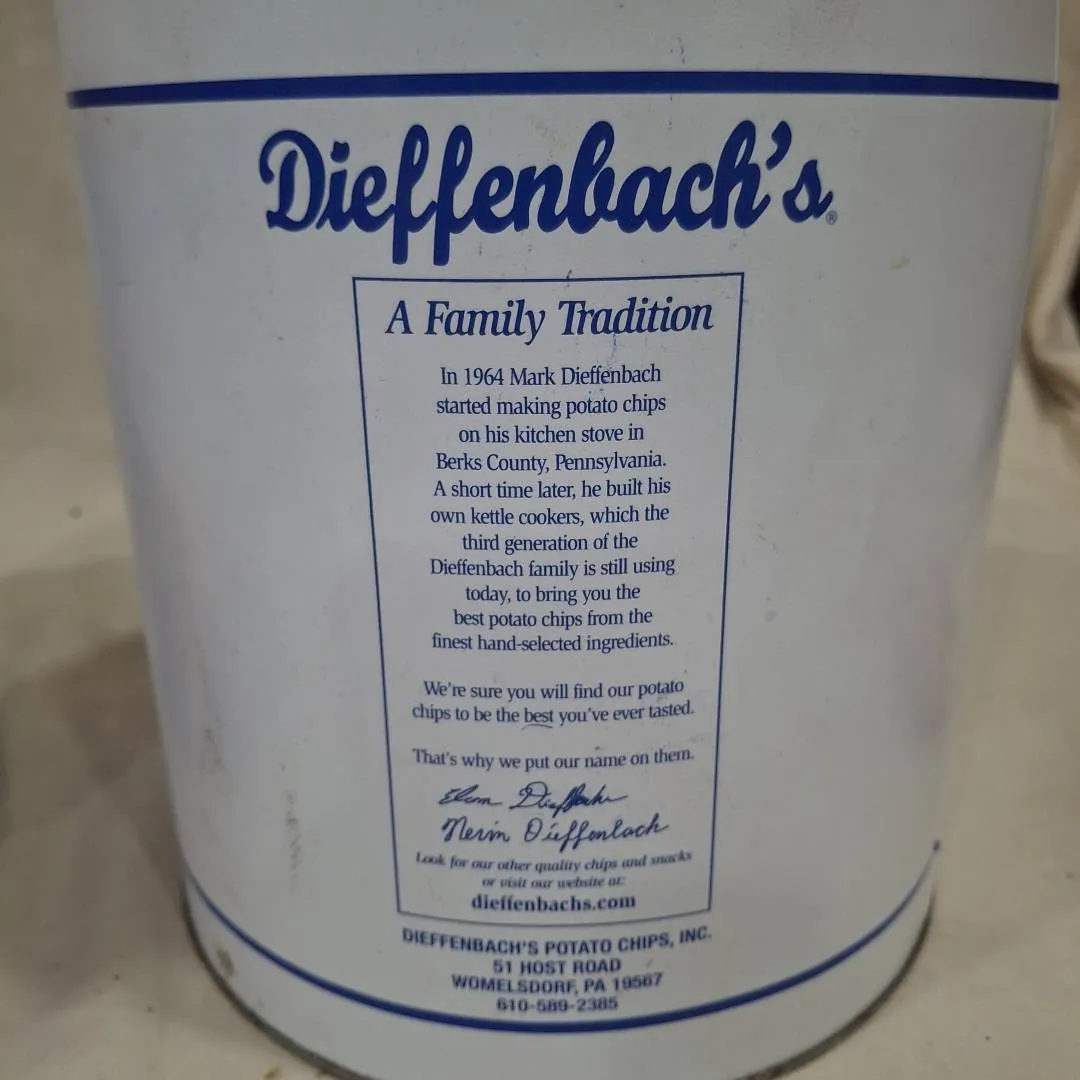 Dieffenbach's®
A Family Tradition
In 1964 Mark Dieffenbach
started making potato chips
on his kitchen stove in
Berks County, Pennsylvania.
A short time later, he built his
own kettle cookers, which the
third generation of the
Dieffenbach family is still using
today, to bring you the
best potato chips from the
finest hand-selected ingredients.
We're sure you will find our potato
chips to be the best you've ever tasted.
That's why we put our name on them.
Elam Dieffenbach
Nevin Dieffenbach
Look for our other quality chips and snacks
or visit our website at:
dieffenbachs.com
DIEFFENBACH'S POTATO CHIPS, INC.
51 HOST ROAD
WOMELSDORF, PA 19567
610-589-2385